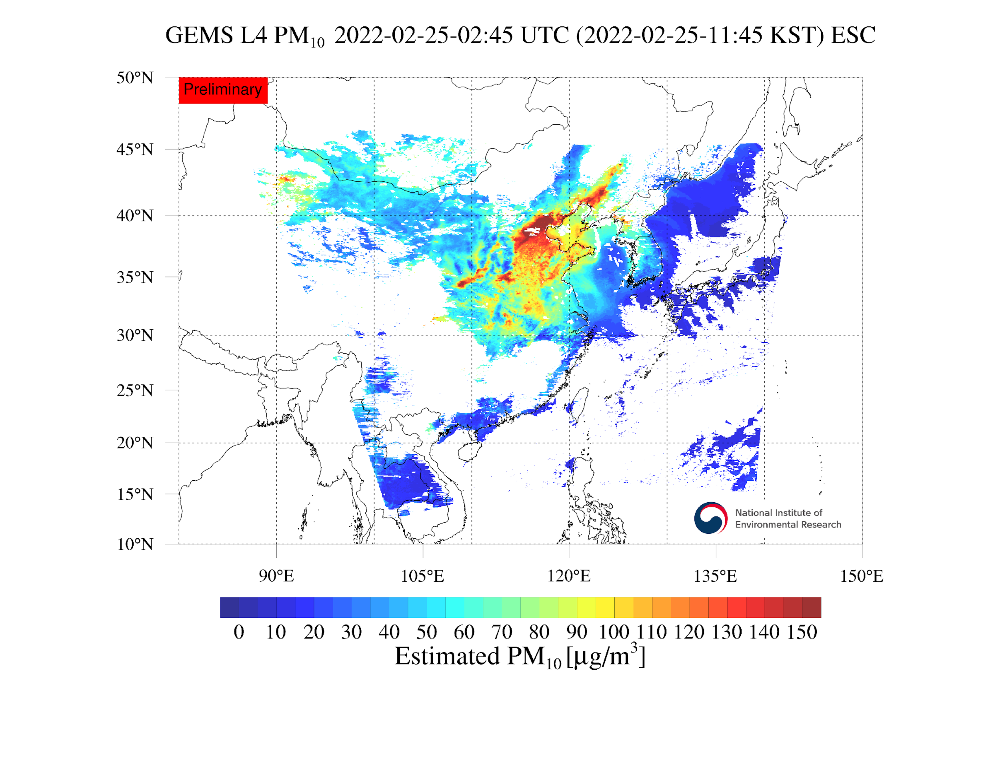 GEMS L4 PM₁₀ 2022-02-25-02:45 UTC (2022-02-25-11:45 KST) ESC
50°N
Preliminary
45°N
40°N
35°N
30°N
25°N
20°N
15°N
National Institute of
Environmental Research
10°N
90°E 105°E 120°E 135°E 150°E
0 10 20 30 40 50 60 70 80 90 100 110 120 130 140 150
Estimated PM₁₀ [μg/m³]